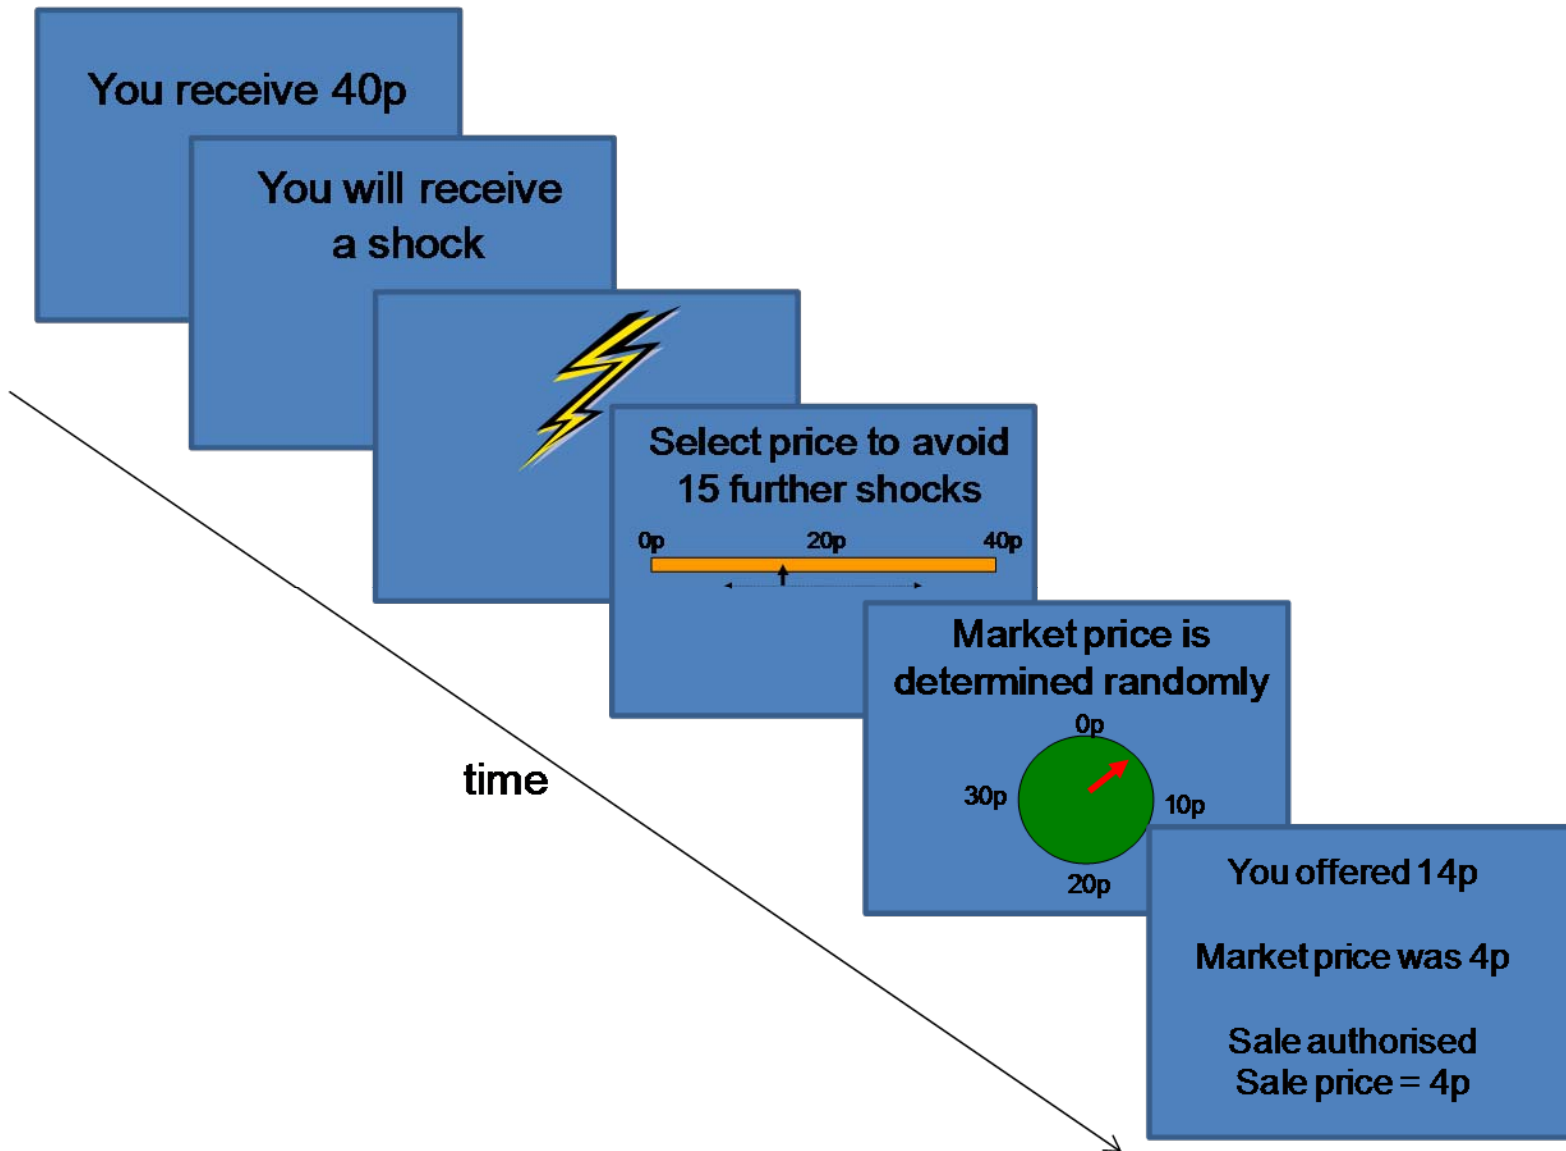 You receive 40p
You will receive
a shock
Select price to avoid
15 further shocks
0p 20p 40p
Market price is
determined randomly
0p
30p 10p
20p
time
You offered 14p
Market price was 4p
Sale authorised
Sale price = 4p